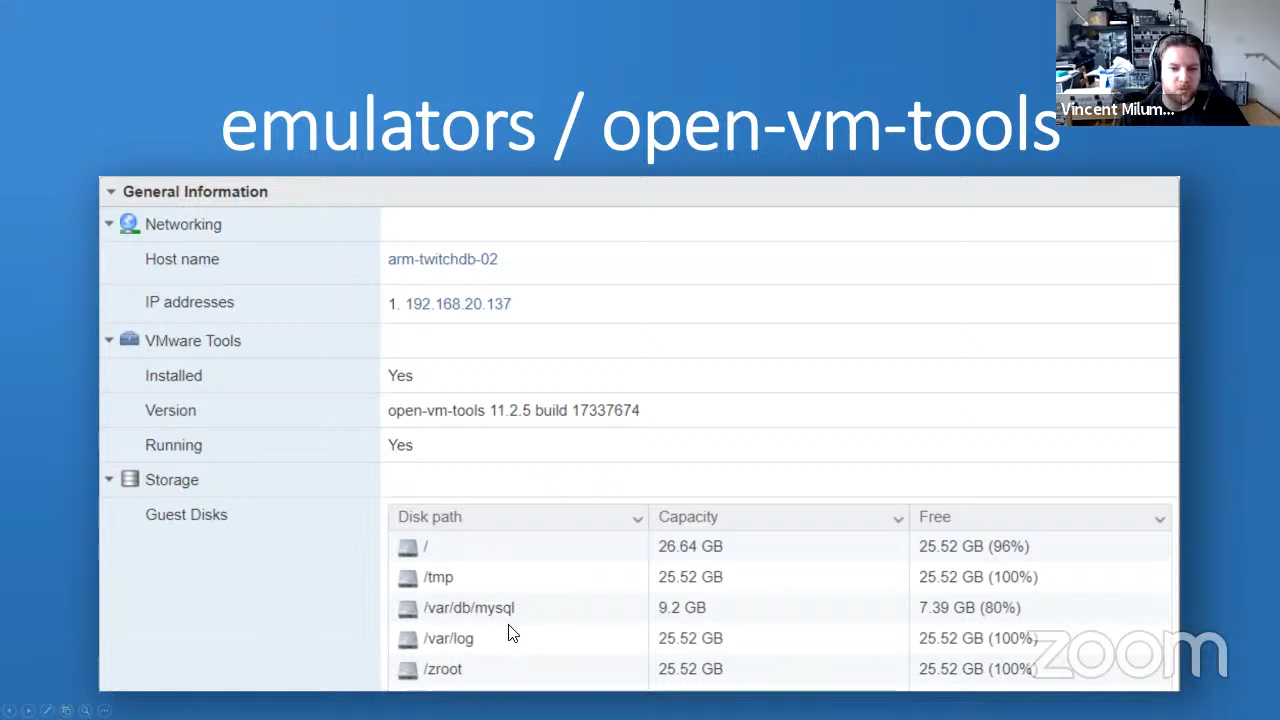 Vincent Milum...
emulators / open-vm-tools
General Information
Networking
Host name arm-twitchdb-02
IP addresses 1. 192.168.20.137
VMware Tools
Installed Yes
Version open-vm-tools 11.2.5 build 17337674
Running Yes
Storage
Guest Disks
Disk path Capacity Free
/ 26.64 GB 25.52 GB (96%)
/tmp 25.52 GB 25.52 GB (100%)
/var/db/mysql 9.2 GB 7.39 GB (80%)
/var/log 25.52 GB 25.52 GB (100%)
/zroot 25.52 GB 25.52 GB (100%)
zoom